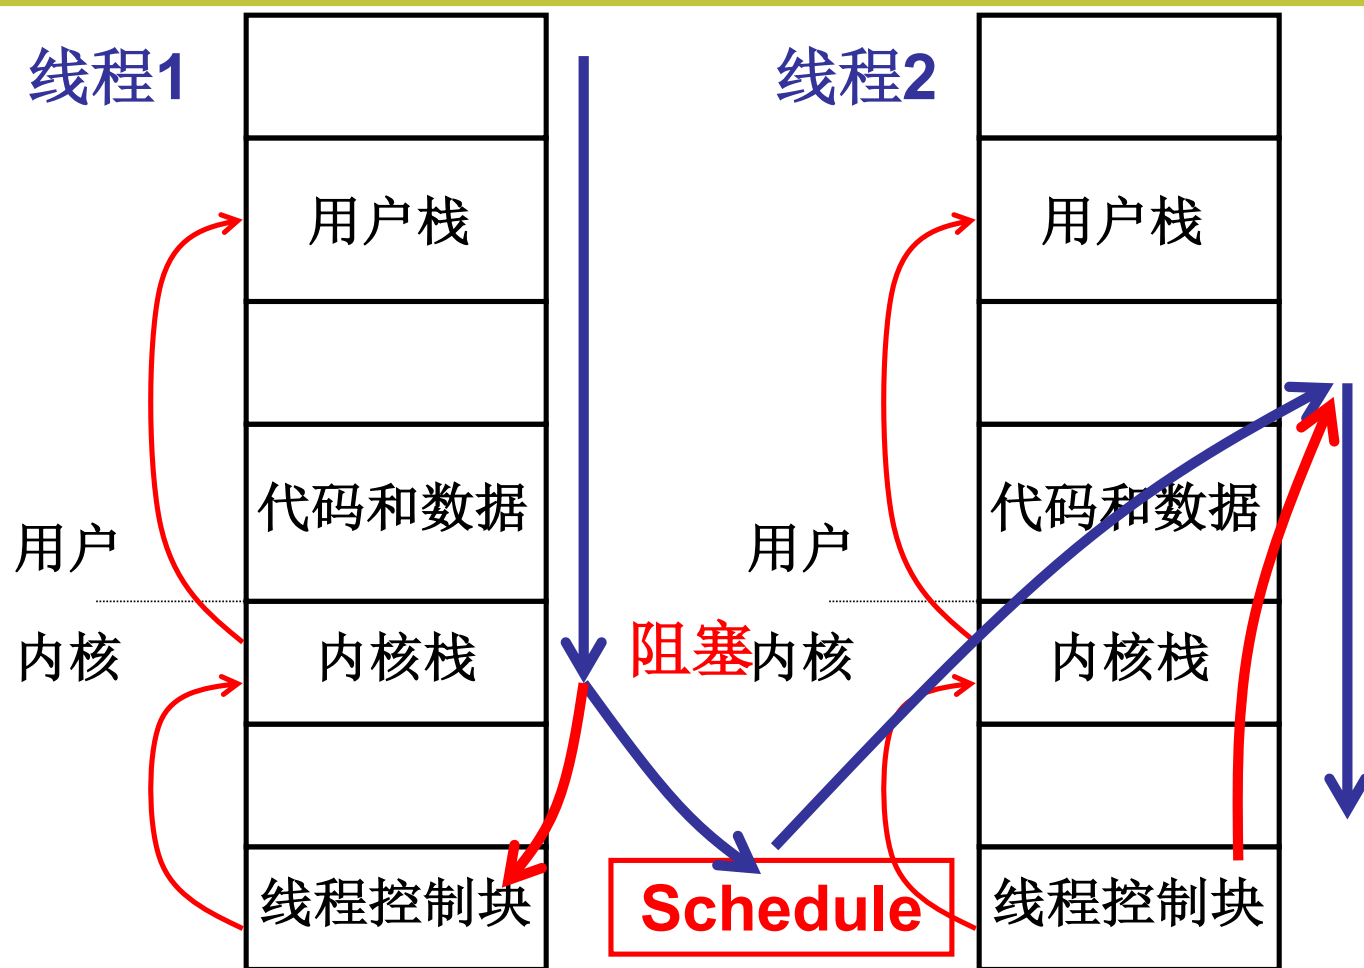 线程1
线程2
用户栈
用户栈
代码和数据
代码和数据
用户
用户
内核
内核栈
阻塞
内核
内核栈
线程控制块
Schedule
线程控制块